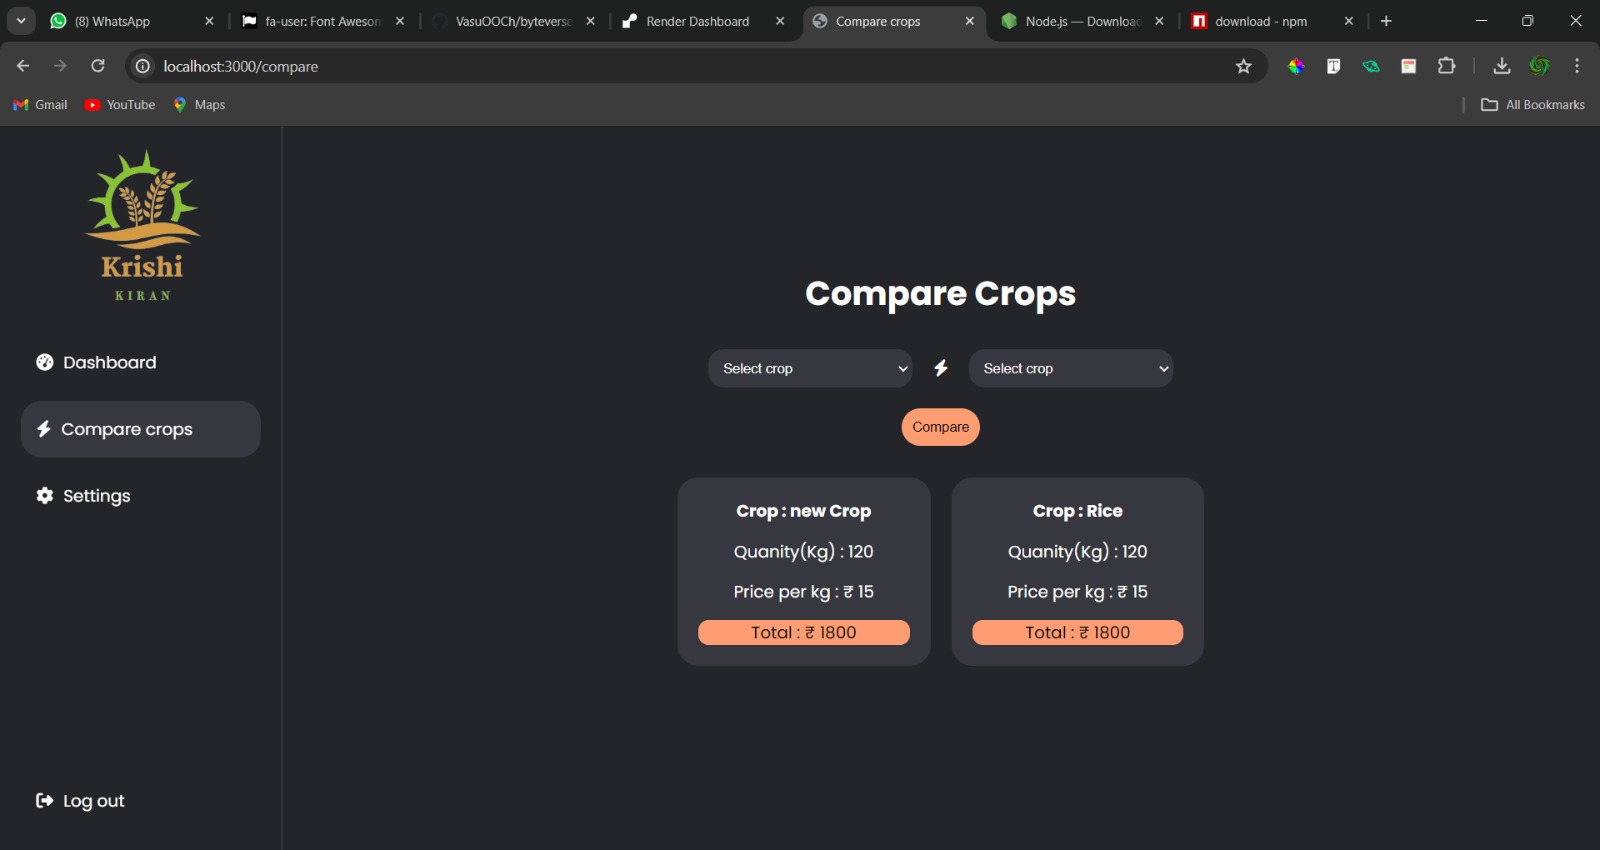 (8) WhatsApp
fa-user: Font Awesom
VasuOOCh/byteverse
Render Dashboard
Compare crops
Node.js — Download
download - npm
localhost:3000/compare
Gmail
YouTube
Maps
All Bookmarks
Krishi
KIRAN
Dashboard
Compare crops
Settings
Log out
Compare Crops
Select crop
Select crop
Compare
Crop : new Crop
Quanity(Kg) : 120
Price per kg : ₹ 15
Total : ₹ 1800
Crop : Rice
Quanity(Kg) : 120
Price per kg : ₹ 15
Total : ₹ 1800